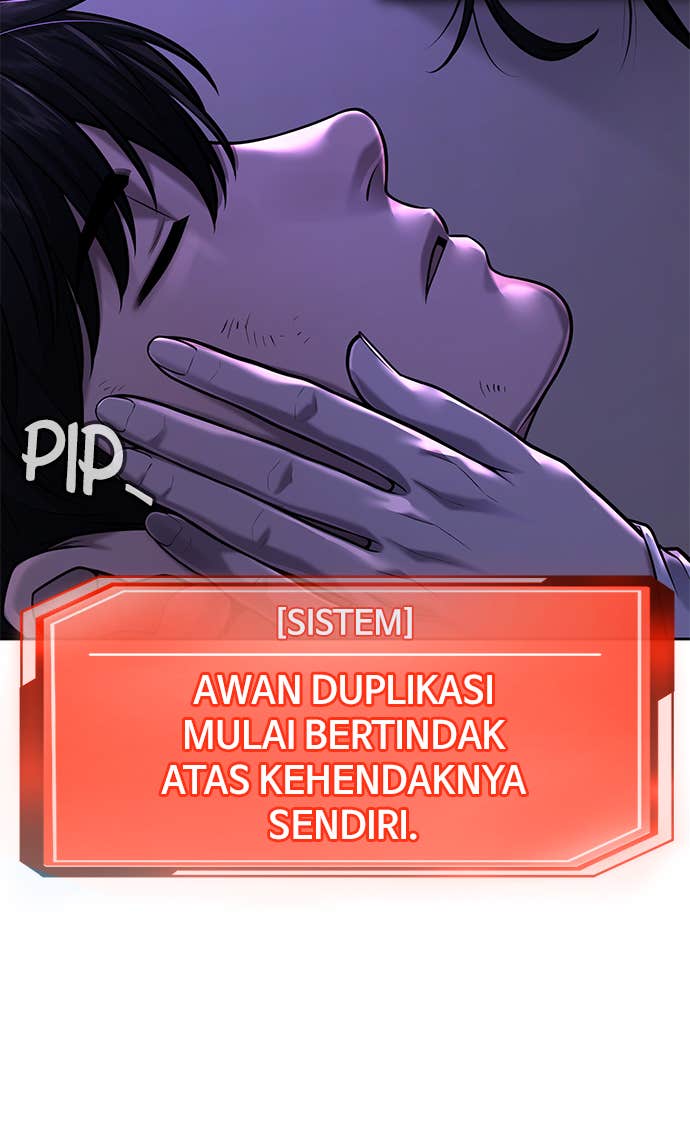 PIP_
[SISTEM]
AWAN DUPLIKASI
MULAI BERTINDAK
ATAS KEHENDAKNYA
SENDIRI.